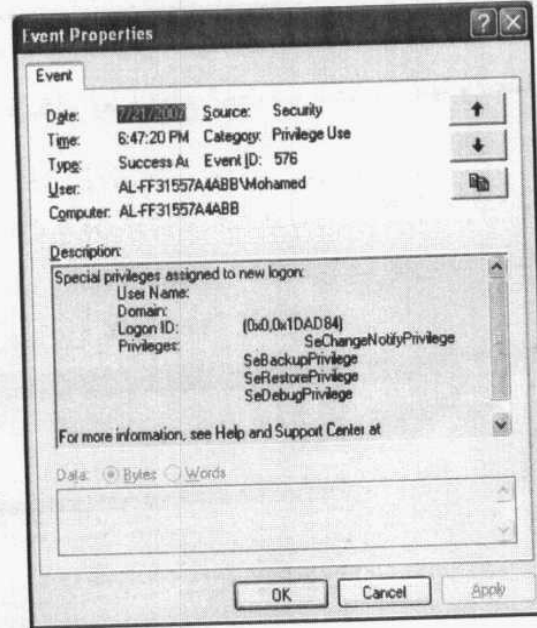 Event Properties
Event
Date: 7/21/2007 Source: Security
Time: 6:47:20 PM Category: Privilege Use
Type: Success Au Event ID: 576
User: AL-FF31557A4ABB\Mohamed
Computer: AL-FF31557A4ABB
Description:
Special privileges assigned to new logon:
User Name:
Domain:
Logon ID: (0x0,0x1DAD84)
Privileges: SeChangeNotifyPrivilege
SeBackupPrivilege
SeRestorePrivilege
SeDebugPrivilege
For more information, see Help and Support Center at
Data: Bytes Words
OK Cancel Apply